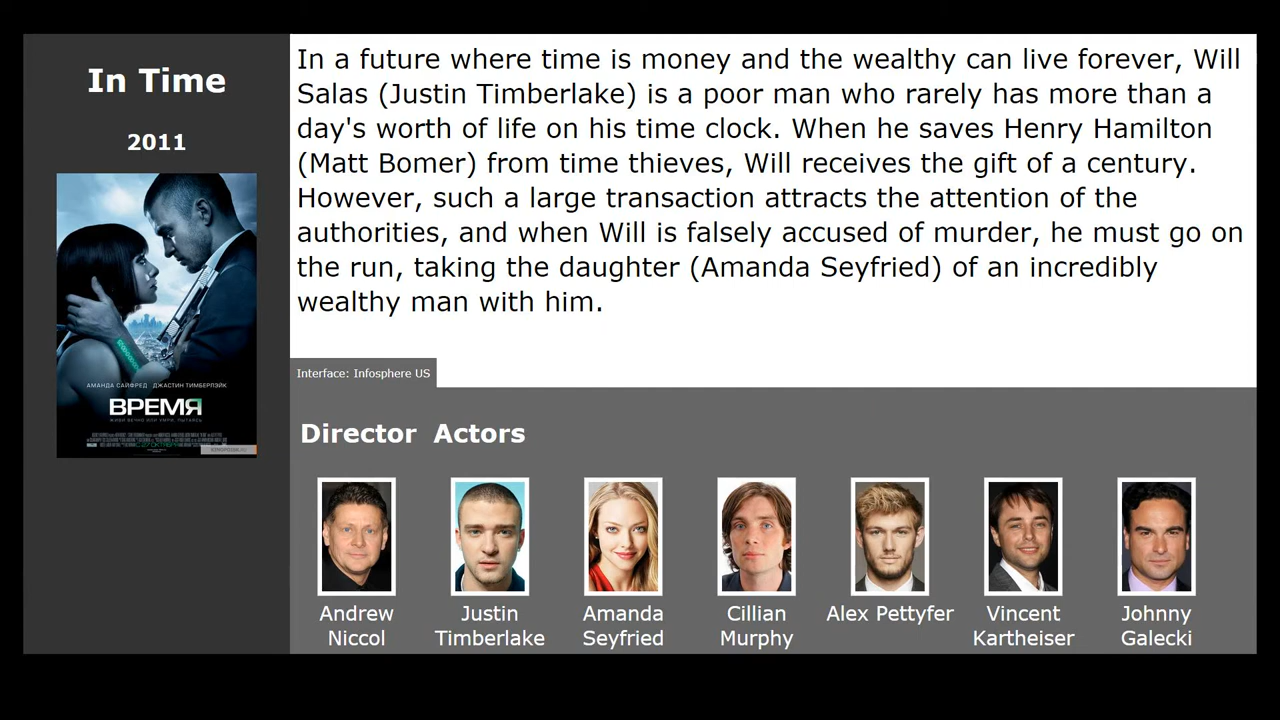 In Time
2011
АМАНДА САЙФРЕД ДЖАСТИН ТИМБЕРЛЭЙК
ВРЕМЯ
In a future where time is money and the wealthy can live forever, Will
Salas (Justin Timberlake) is a poor man who rarely has more than a
day's worth of life on his time clock. When he saves Henry Hamilton
(Matt Bomer) from time thieves, Will receives the gift of a century.
However, such a large transaction attracts the attention of the
authorities, and when Will is falsely accused of murder, he must go on
the run, taking the daughter (Amanda Seyfried) of an incredibly
wealthy man with him.
Interface: Infosphere US
Director Actors
Andrew
Niccol
Justin
Timberlake
Amanda
Seyfried
Cillian
Murphy
Alex Pettyfer
Vincent
Kartheiser
Johnny
Galecki